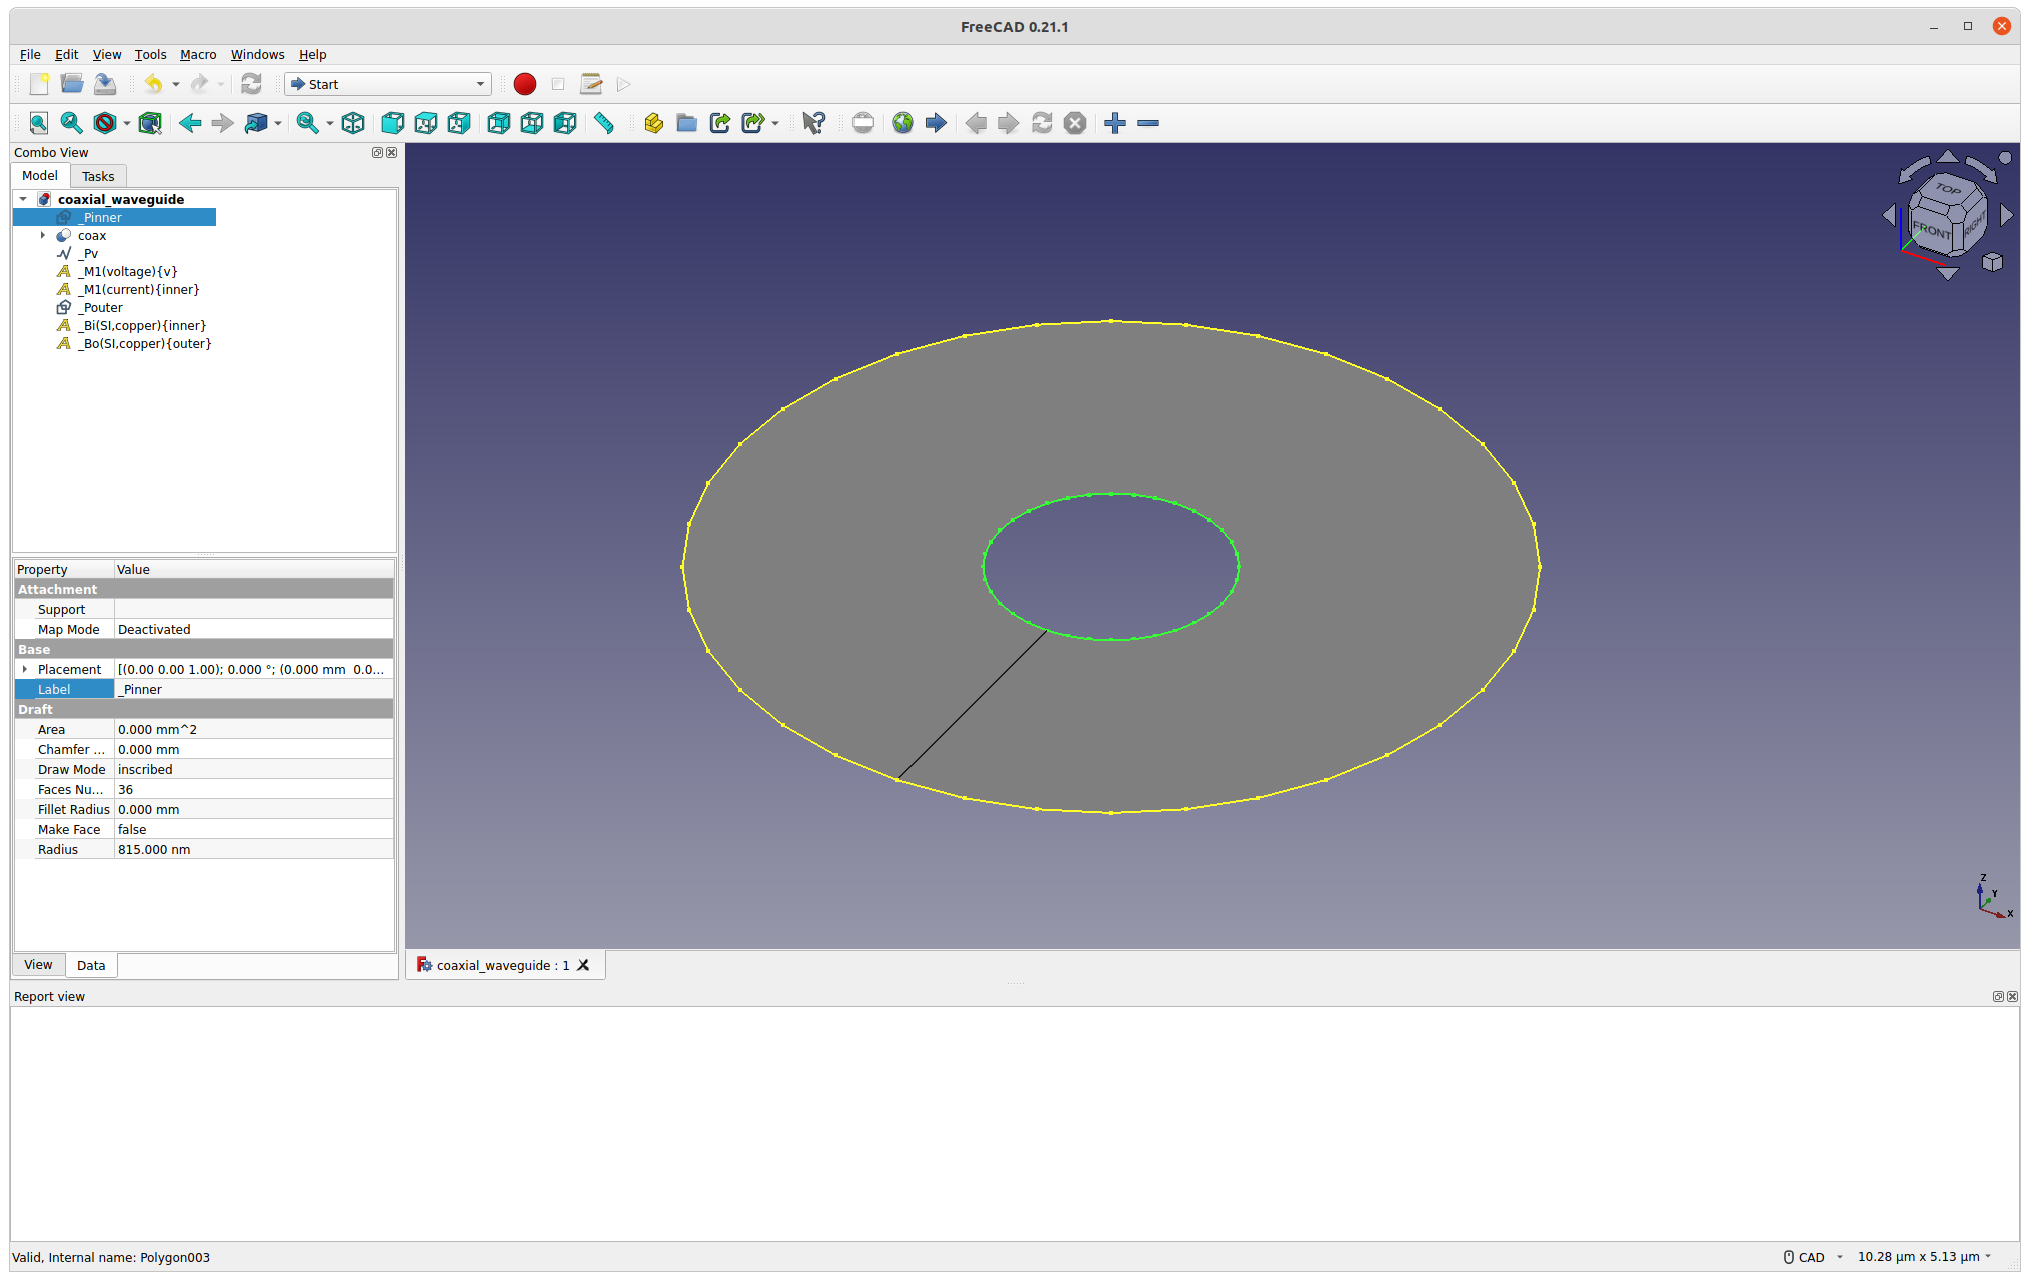 FreeCAD 0.21.1
File Edit View Tools Macro Windows Help
Start
Combo View
Model Tasks
coaxial_waveguide
_Pinner
coax
_Pv
_M1(voltage){v}
_M1(current){inner}
_Pouter
_Bi(SI,copper){inner}
_Bo(SI,copper){outer}
TOP
FRONT
RIGHT
Property Value
Attachment
Support
Map Mode Deactivated
Base
Placement [(0.00 0.00 1.00); 0.000 °; (0.000 mm 0.0...
Label _Pinner
Draft
Area 0.000 mm^2
Chamfer ... 0.000 mm
Draw Mode inscribed
Faces Nu... 36
Fillet Radius 0.000 mm
Make Face false
Radius 815.000 nm
Z
Y
X
View Data
coaxial_waveguide : 1
Report view
Valid, Internal name: Polygon003
CAD
10.28 µm x 5.13 µm